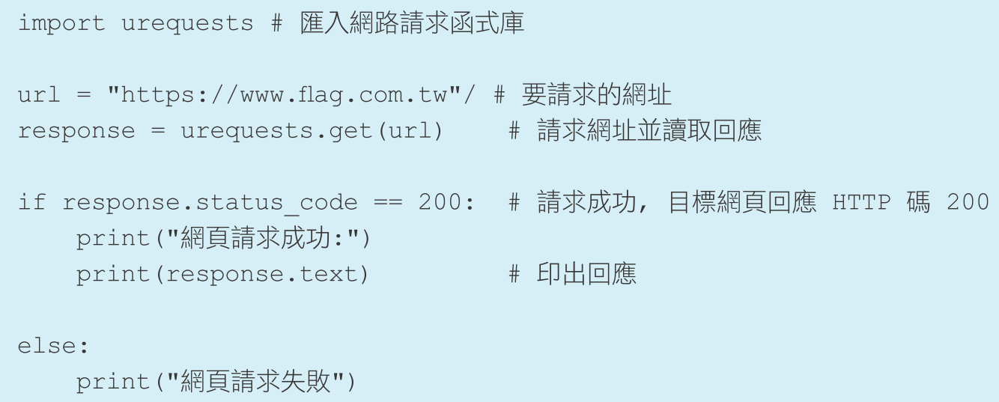 import urequests # 匯入網路請求函式庫
url = "https://www.flag.com.tw"/ # 要請求的網址
response = urequests.get(url) # 請求網址並讀取回應
if response.status_code == 200: # 請求成功, 目標網頁回應 HTTP 碼 200
print("網頁請求成功:")
print(response.text) # 印出回應
else:
print("網頁請求失敗")